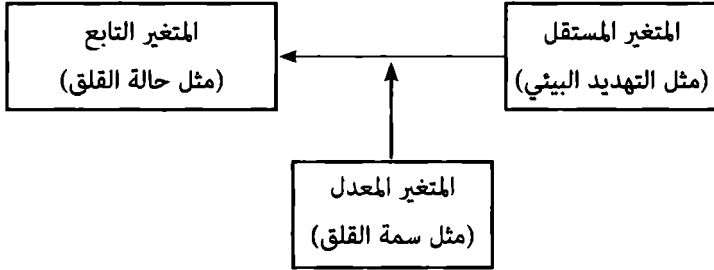 المتغير المستقل
(مثل التهديد البيئي)
المتغير التابع
(مثل حالة القلق)
المتغير المعدل
(مثل سمة القلق)